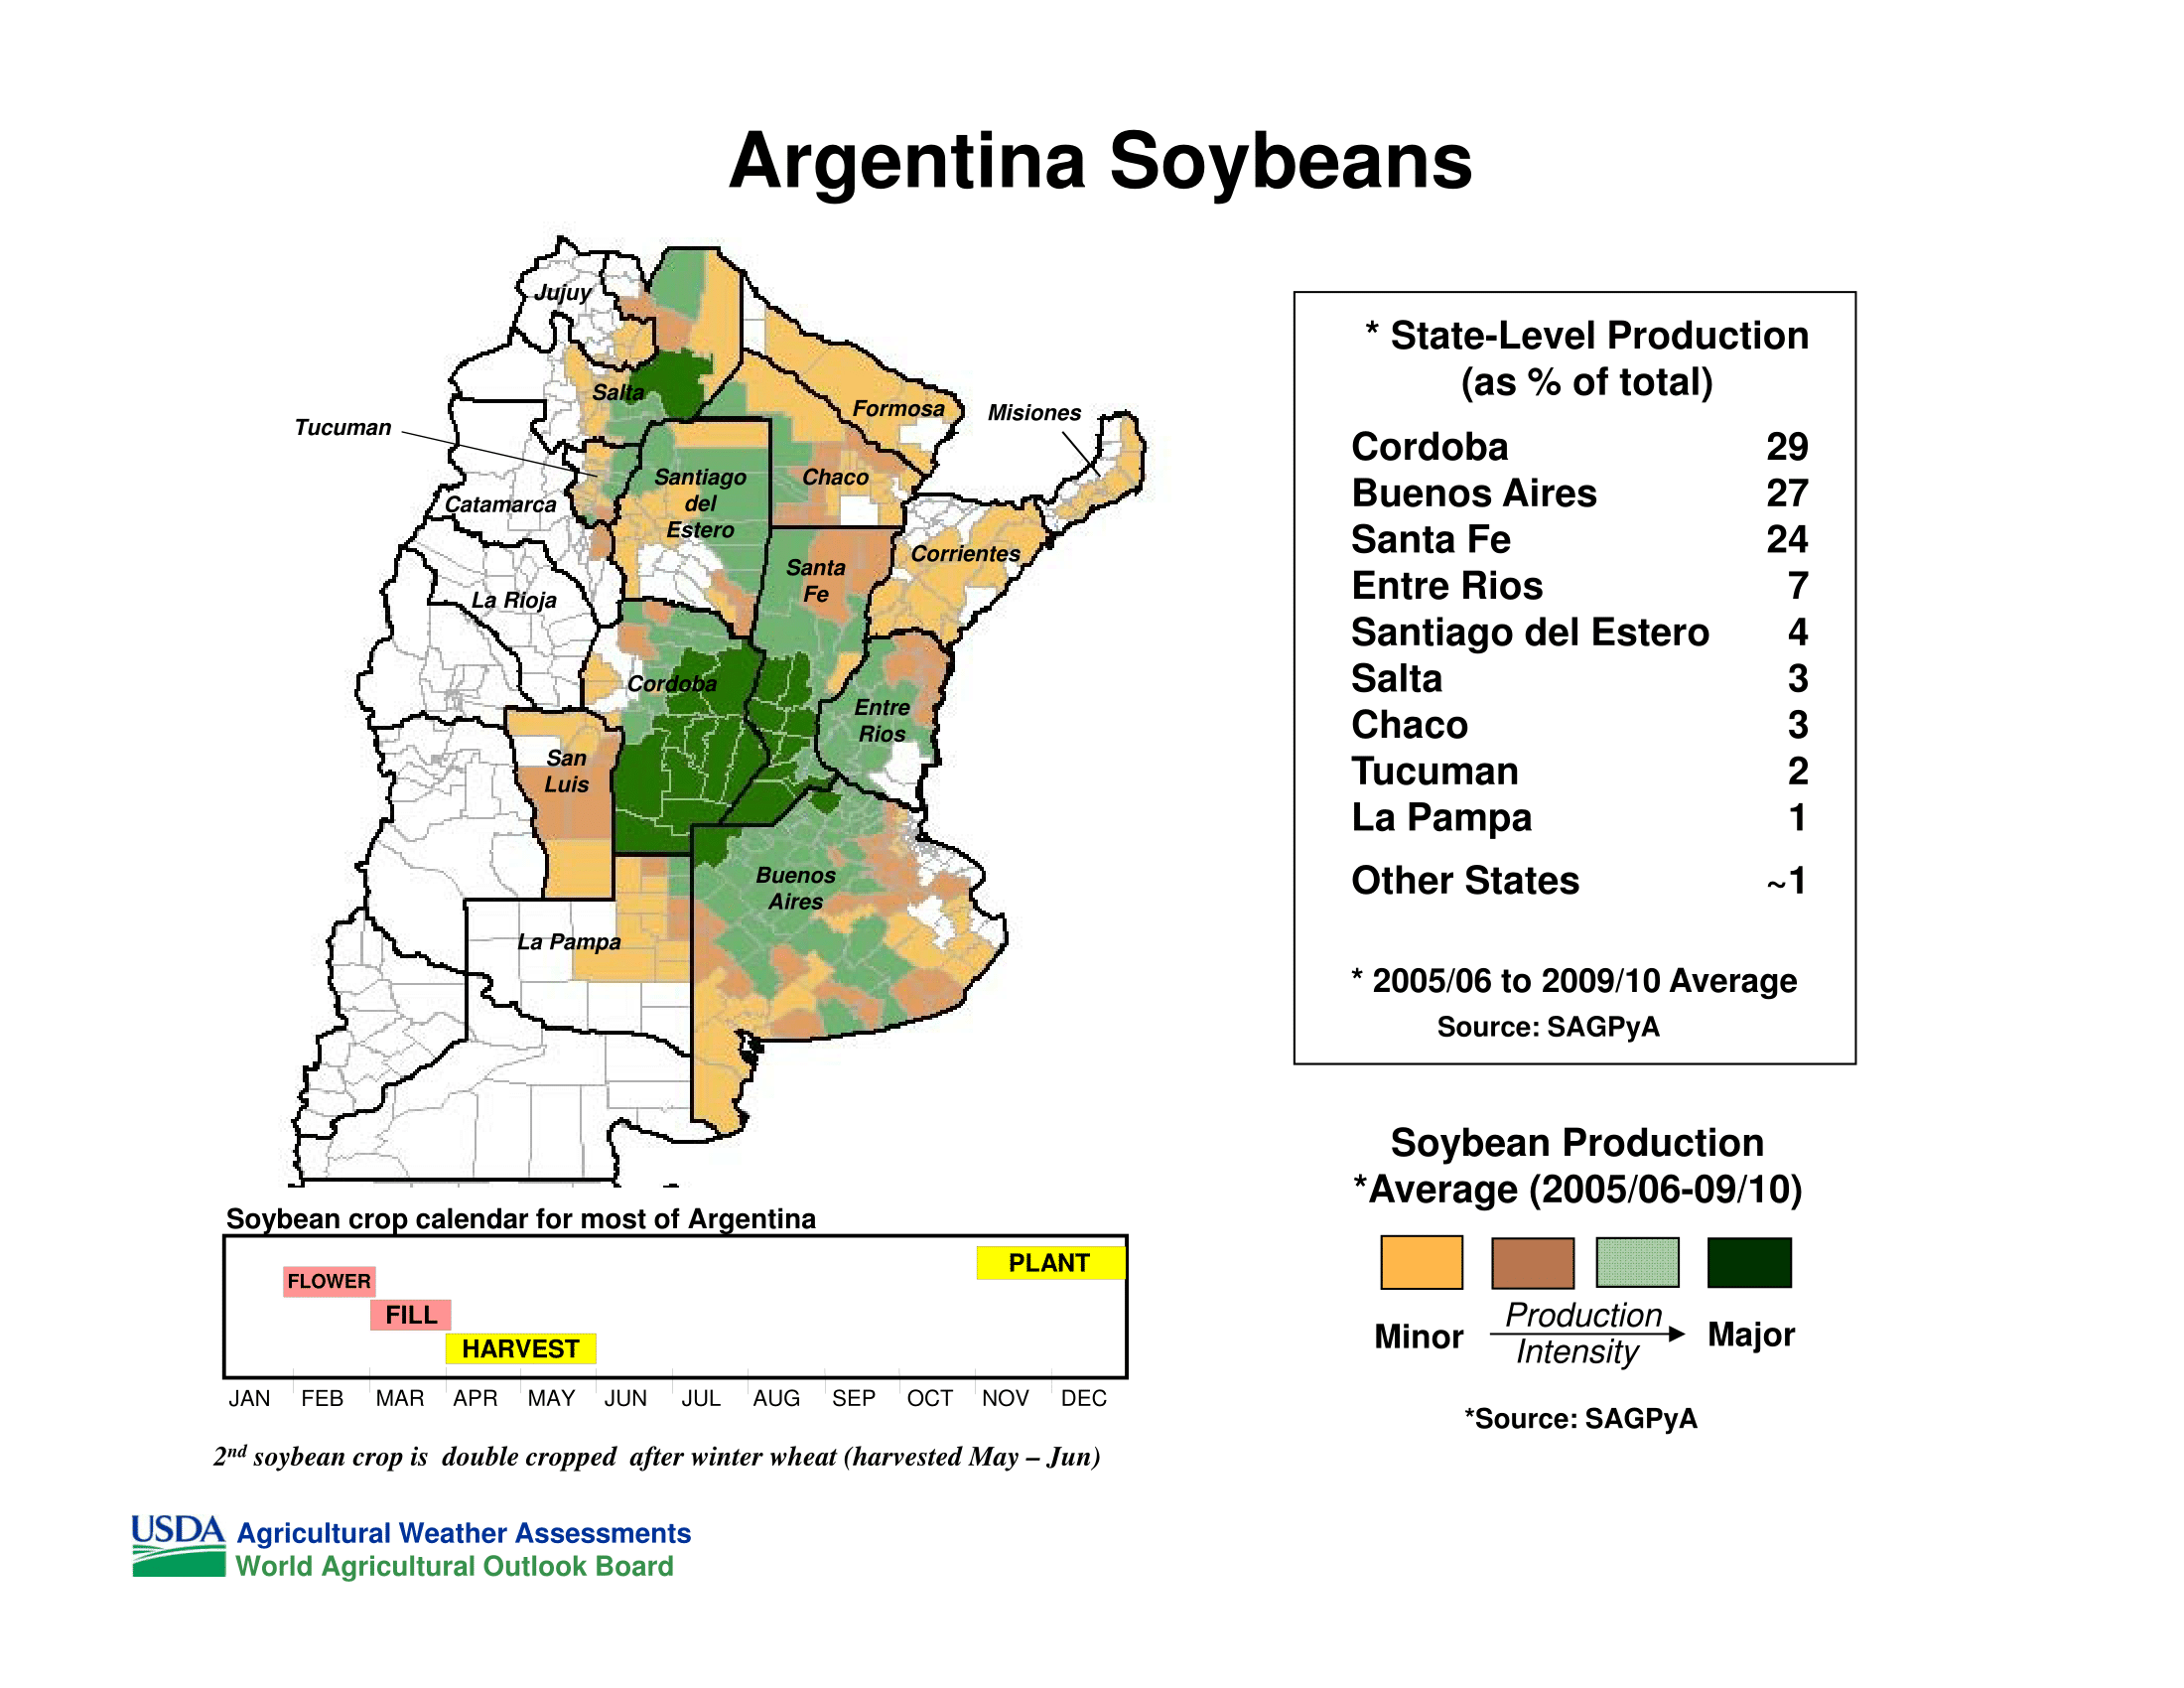 Argentina Soybeans
Jujuy
Salta
Tucuman
Formosa
Misiones
Santiago
del
Estero
Chaco
Catamarca
Corrientes
Santa
Fe
La Rioja
Cordoba
Entre
Rios
San
Luis
Buenos
Aires
La Pampa
* State-Level Production
(as % of total)
Cordoba 29
Buenos Aires 27
Santa Fe 24
Entre Rios 7
Santiago del Estero 4
Salta 3
Chaco 3
Tucuman 2
La Pampa 1
Other States ~1
* 2005/06 to 2009/10 Average
Source: SAGPyA
Soybean Production
*Average (2005/06-09/10)
Minor Production Intensity Major
*Source: SAGPyA
Soybean crop calendar for most of Argentina
PLANT
FLOWER
FILL
HARVEST
JAN FEB MAR APR MAY JUN JUL AUG SEP OCT NOV DEC
2nd soybean crop is double cropped after winter wheat (harvested May – Jun)
USDA Agricultural Weather Assessments
World Agricultural Outlook Board